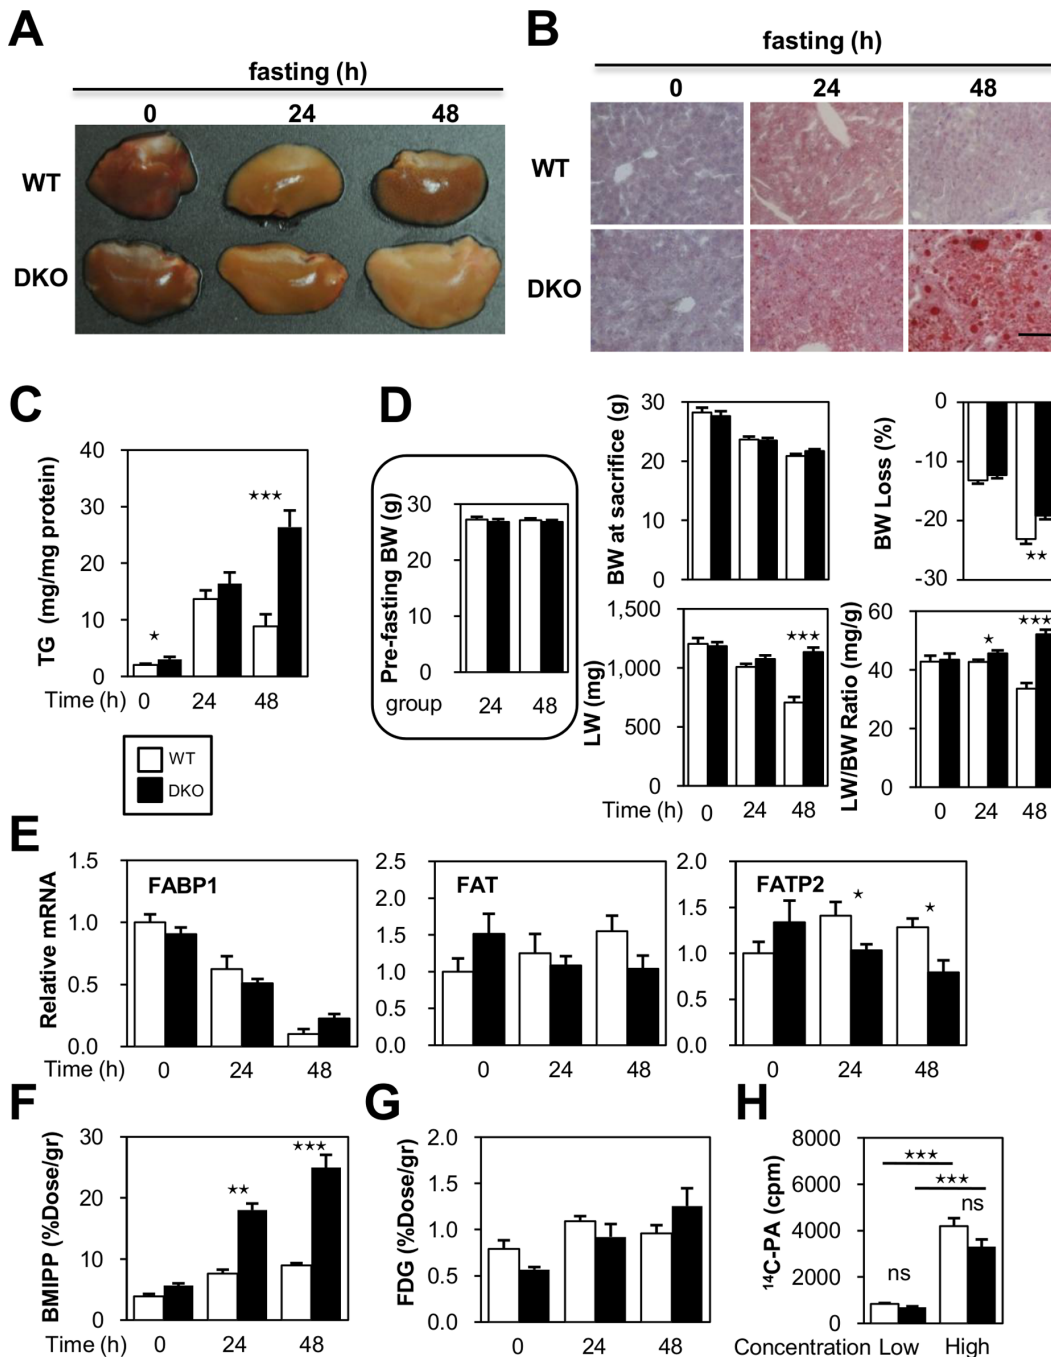 A
fasting (h)
0 24 48
WT
DKO
B
fasting (h)
0 24 48
WT
DKO
C
TG (mg/mg protein)
40
30
20
10
0
★
★★★
Time (h) 0 24 48
WT
DKO
D
Pre-fasting BW (g)
30
20
10
0
group 24 48
BW at sacrifice (g)
30
20
10
0
BW Loss (%)
0
-10
-20
-30
★★
LW (mg)
1,500
1,000
500
0
★★★
Time (h) 0 24 48
LW/BW Ratio (mg/g)
60
40
20
0
★
★★★
0 24 48
E
Relative mRNA
1.5
1.0
0.5
0.0
FABP1
Time (h) 0 24 48
2.5
2.0
1.5
1.0
0.5
0.0
FAT
0 24 48
2.0
1.5
1.0
0.5
0.0
FATP2
★
★
0 24 48
F
BMIPP (%Dose/gr)
30
20
10
0
★★
★★★
Time (h) 0 24 48
G
FDG (%Dose/gr)
2.0
1.5
1.0
0.5
0.0
0 24 48
H
¹⁴C-PA (cpm)
8000
6000
4000
2000
0
★★★
★★★
ns
ns
Concentration Low High